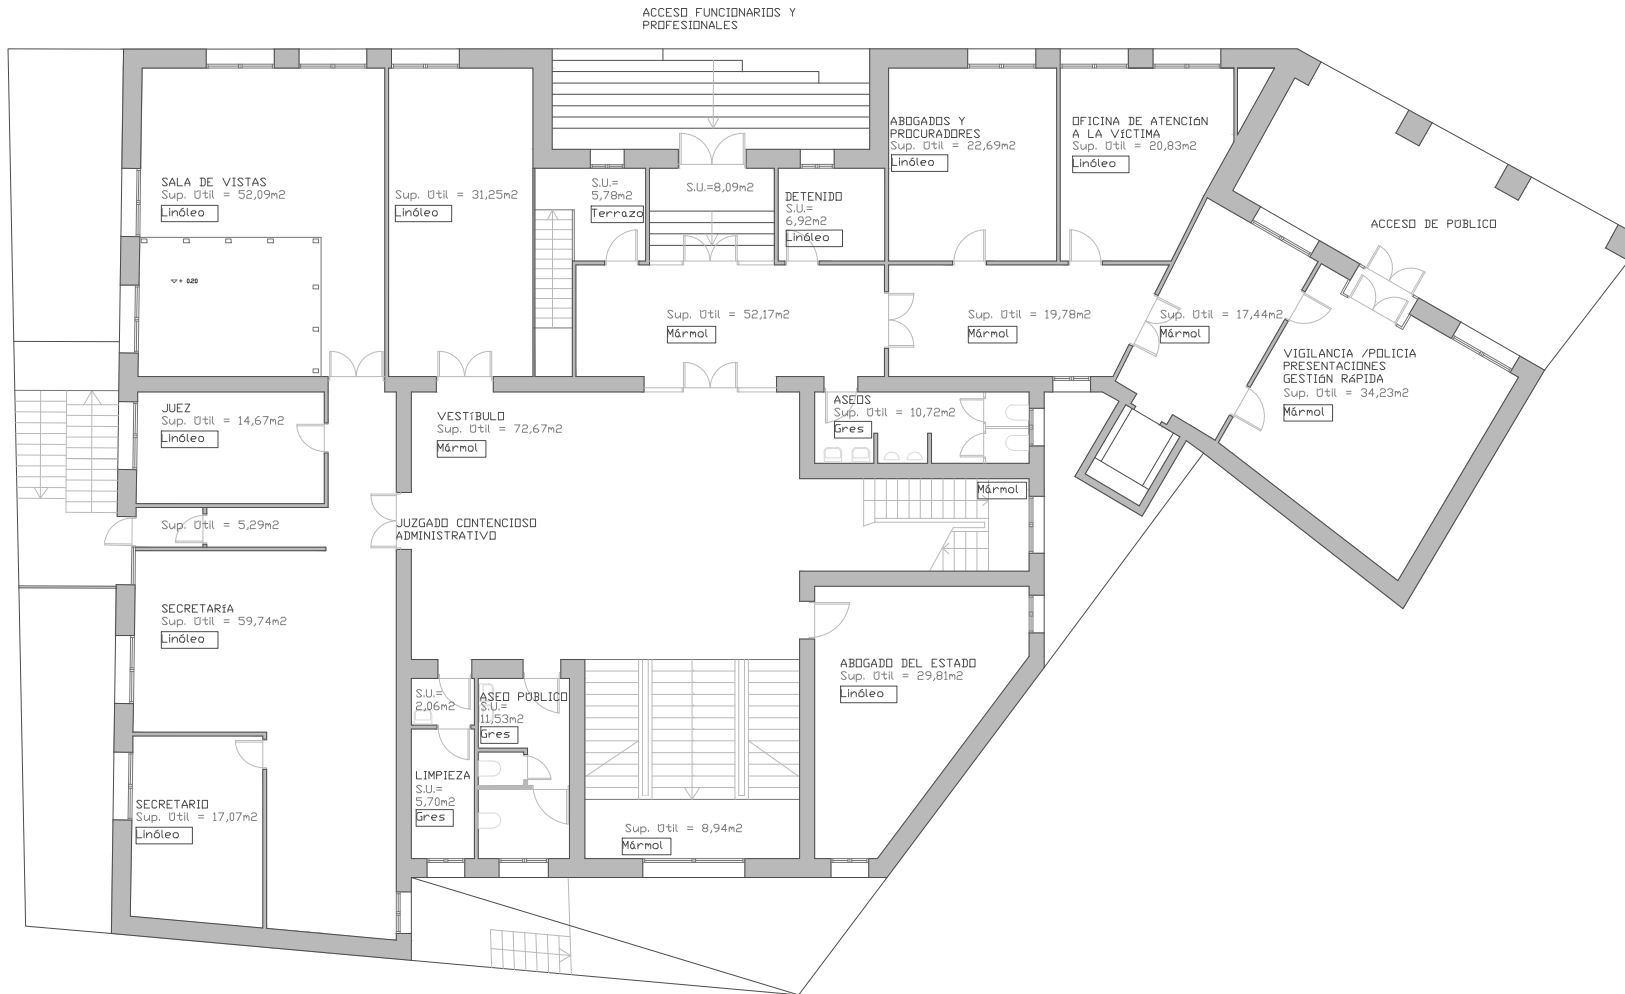 ACCESO FUNCIONARIOS Y
PROFESIONALES
SALA DE VISTAS
Sup. Útil = 52,09m2
Linóleo
▽ + 0.20
Sup. Útil = 31,25m2
Linóleo
S.U.=
5,78m2
Terrazo
S.U.=8,09m2
DETENIDO
S.U.=
6,92m2
Linóleo
ABOGADOS Y
PROCURADORES
Sup. Útil = 22,69m2
Linóleo
OFICINA DE ATENCIÓN
A LA VÍCTIMA
Sup. Útil = 20,83m2
Linóleo
ACCESO DE PÚBLICO
Sup. Útil = 52,17m2
Mármol
Sup. Útil = 19,78m2
Mármol
Sup. Útil = 17,44m2
Mármol
VIGILANCIA /POLICIA
PRESENTACIONES
GESTIÓN RÁPIDA
Sup. Útil = 34,23m2
Mármol
JUEZ
Sup. Útil = 14,67m2
Linóleo
VESTÍBULO
Sup. Útil = 72,67m2
Mármol
ASEOS
Sup. Útil = 10,72m2
Gres
Mármol
Sup. Útil = 5,29m2
JUZGADO CONTENCIOSO
ADMINISTRATIVO
SECRETARÍA
Sup. Útil = 59,74m2
Linóleo
ABOGADO DEL ESTADO
Sup. Útil = 29,81m2
Linóleo
S.U.=
2,06m2
ASEO PÚBLICO
S.U.=
11,53m2
Gres
LIMPIEZA
S.U.=
5,70m2
Gres
SECRETARIO
Sup. Útil = 17,07m2
Linóleo
Sup. Útil = 8,94m2
Mármol